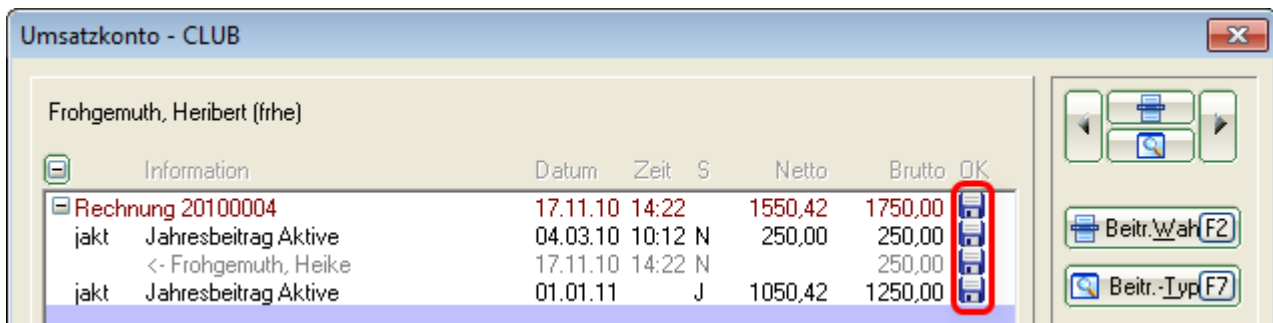 Umsatzkonto - CLUB
Frohgemuth, Heribert (frhe)
Information Datum Zeit S Netto Brutto OK
Rechnung 20100004 17.11.10 14:22 1550,42 1750,00
jakt Jahresbeitrag Aktive 04.03.10 10:12 N 250,00 250,00
<- Frohgemuth, Heike 17.11.10 14:22 N 250,00
jakt Jahresbeitrag Aktive 01.01.11 J 1050,42 1250,00
Beitr.Wah F2
Beitr.-Typ F7